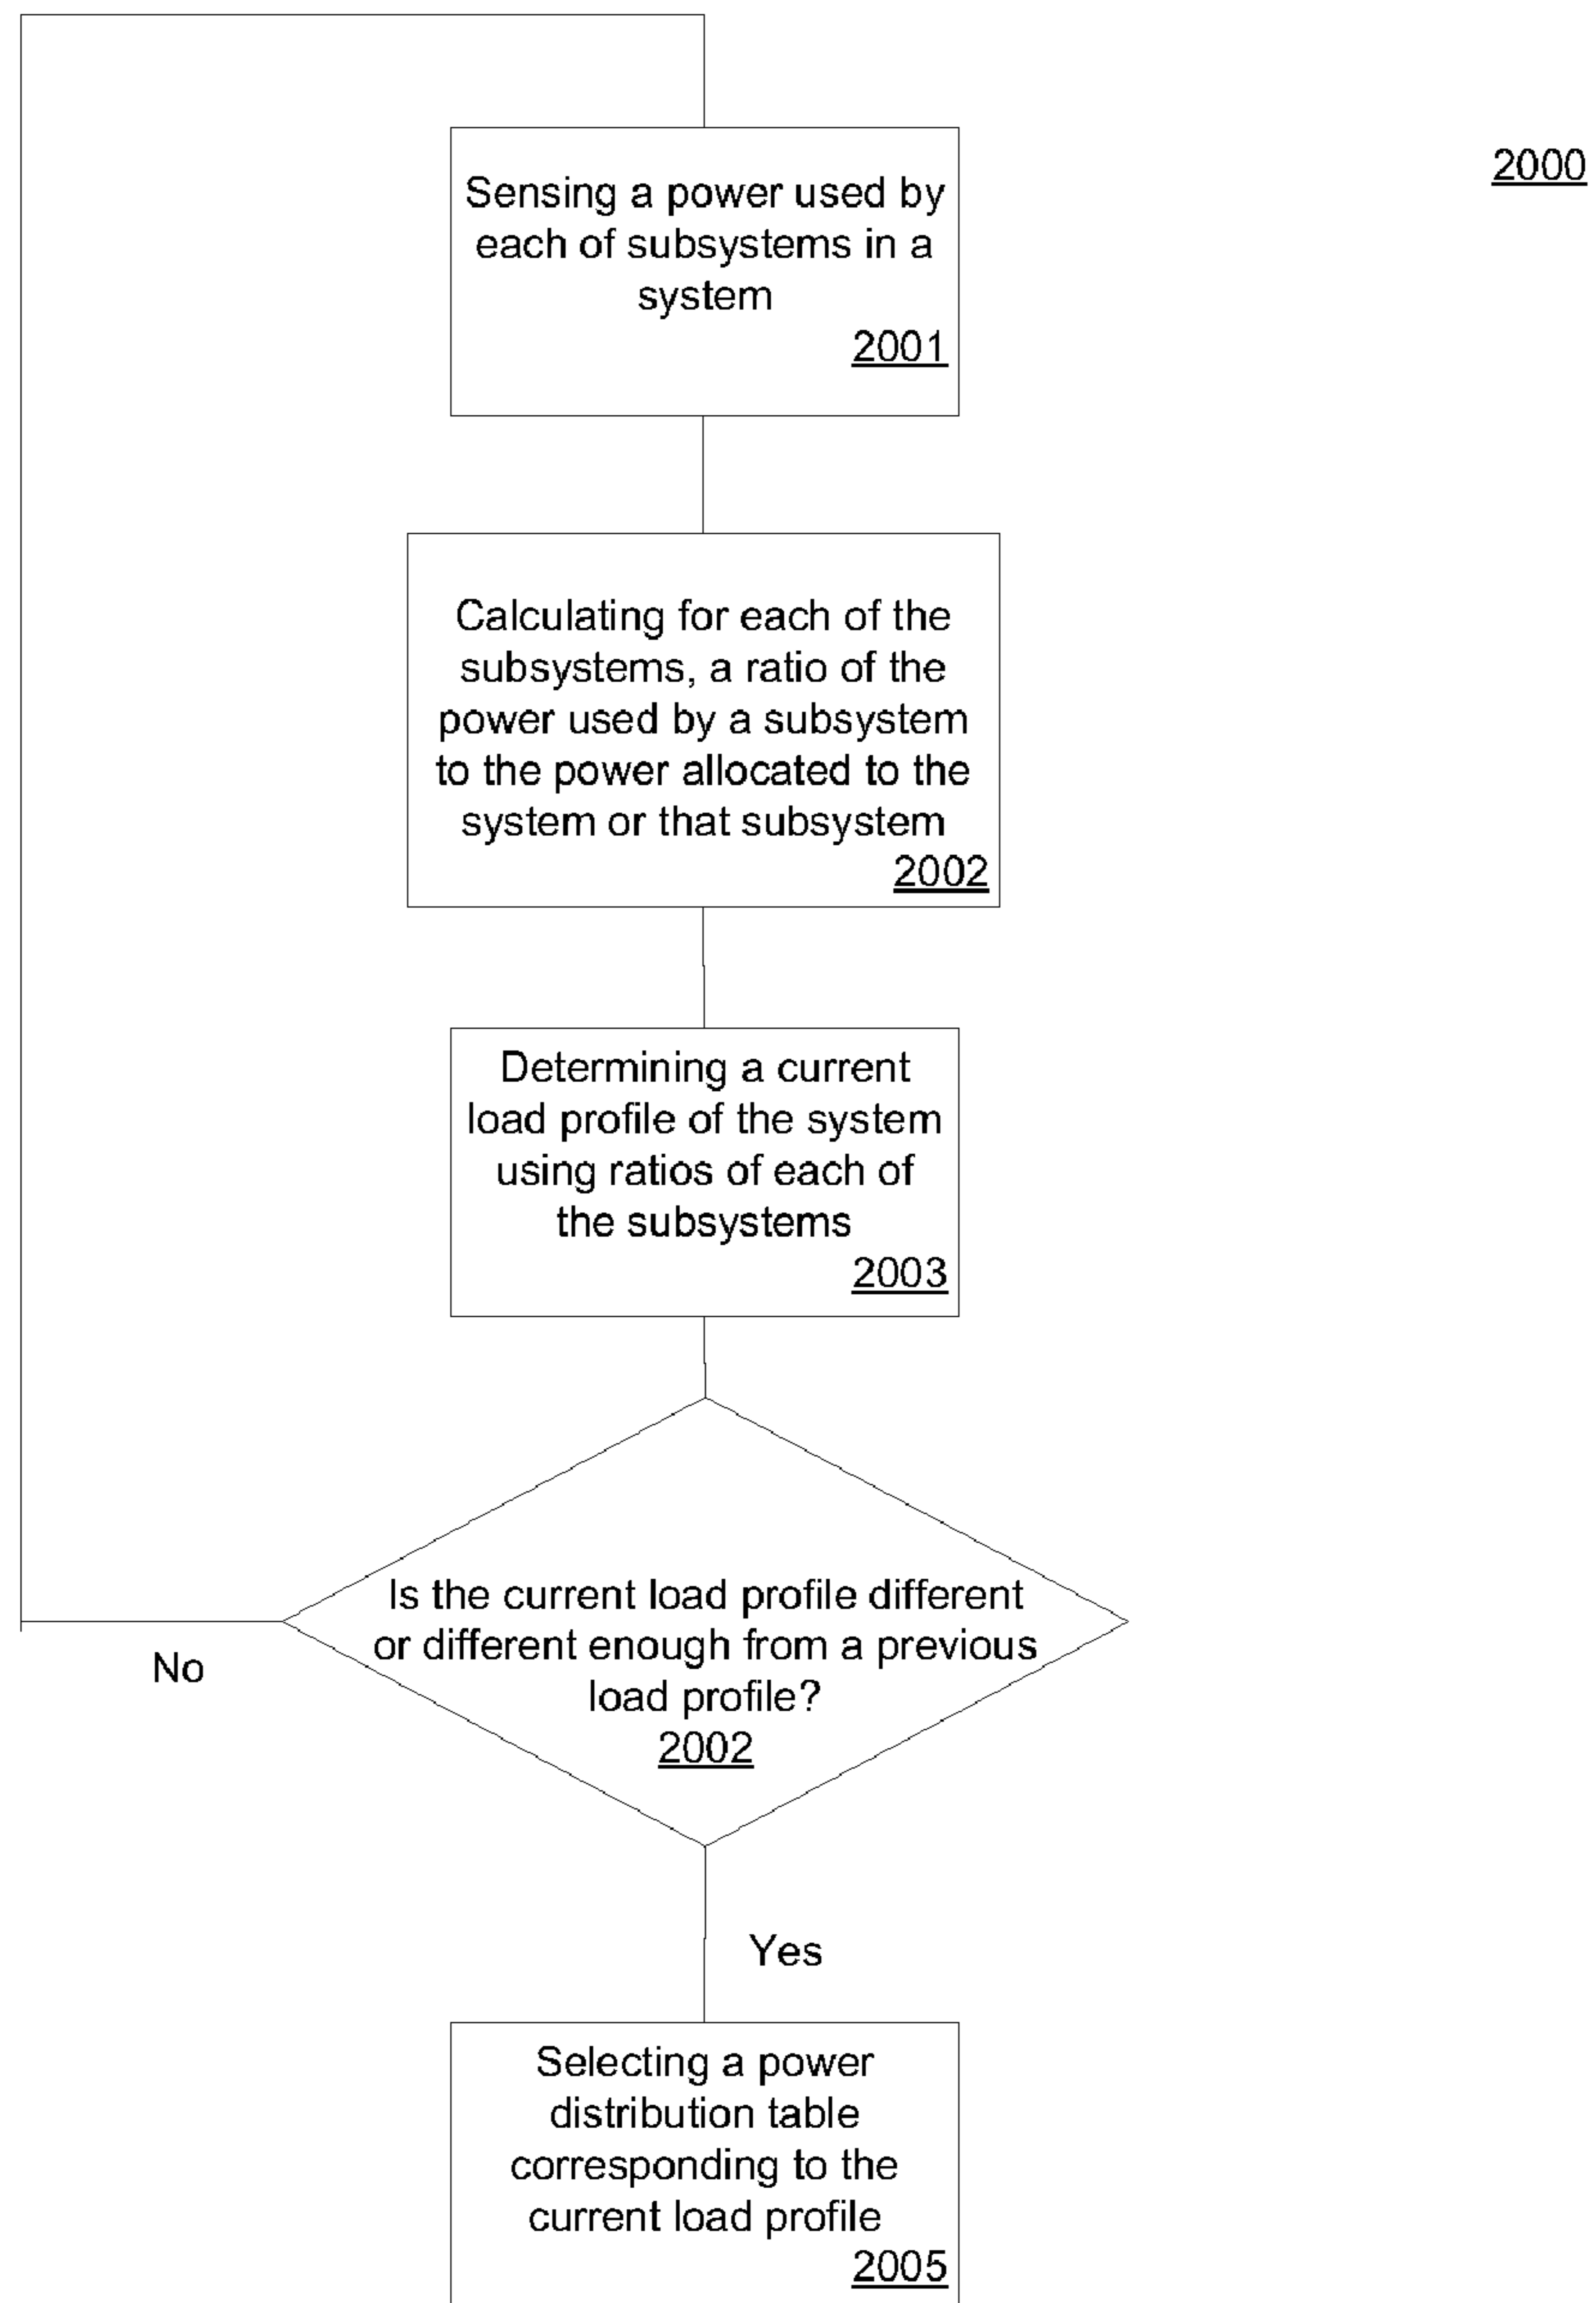 2000
Sensing a power used by
each of subsystems in a
system
2001
Calculating for each of the
subsystems, a ratio of the
power used by a subsystem
to the power allocated to the
system or that subsystem
2002
Determining a current
load profile of the system
using ratios of each of
the subsystems
2003
Is the current load profile different
or different enough from a previous
load profile?
2002
No
Yes
Selecting a power
distribution table
corresponding to the
current load profile
2005